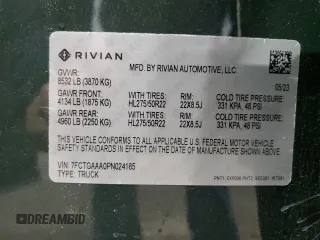 RIVIAN
MFD. BY RIVIAN AUTOMOTIVE, LLC
05/23
GVWR:
8532 LB (3870 KG)
GAWR FRONT: WITH TIRES: RIM: COLD TIRE PRESSURE:
4134 LB (1875 KG) HL275/50R22 22X8.5J 331 KPA, 48 PSI
GAWR REAR: WITH TIRES: RIM: COLD TIRE PRESSURE:
4960 LB (2250 KG) HL275/50R22 22X8.5J 331 KPA, 48 PSI
THIS VEHICLE CONFORMS TO ALL APPLICABLE U.S. FEDERAL MOTOR VEHICLE
SAFETY STANDARDS IN EFFECT ON THE DATE OF MANUFACTURE SHOWN ABOVE.
VIN: 7FCTGAAA0PN024165
TYPE: TRUCK
DREAMBID